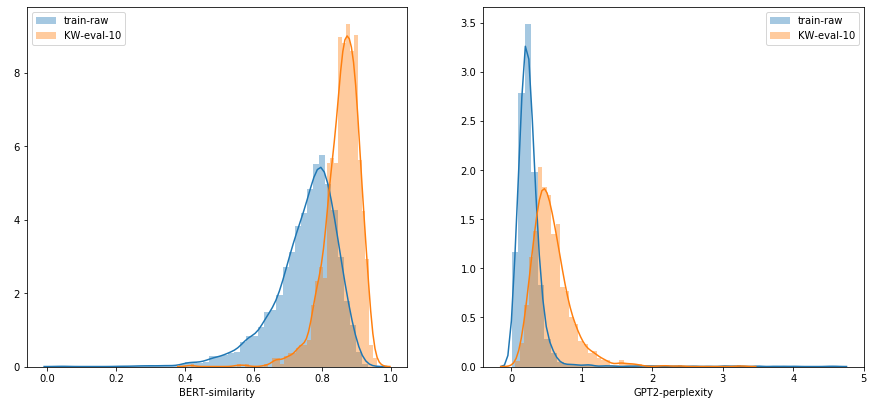 train-raw
KW-eval-10
8
6
4
2
0
0.0 0.2 0.4 0.6 0.8 1.0
BERT-similarity
train-raw
KW-eval-10
3.5
3.0
2.5
2.0
1.5
1.0
0.5
0.0
0 1 2 3 4 5
GPT2-perplexity